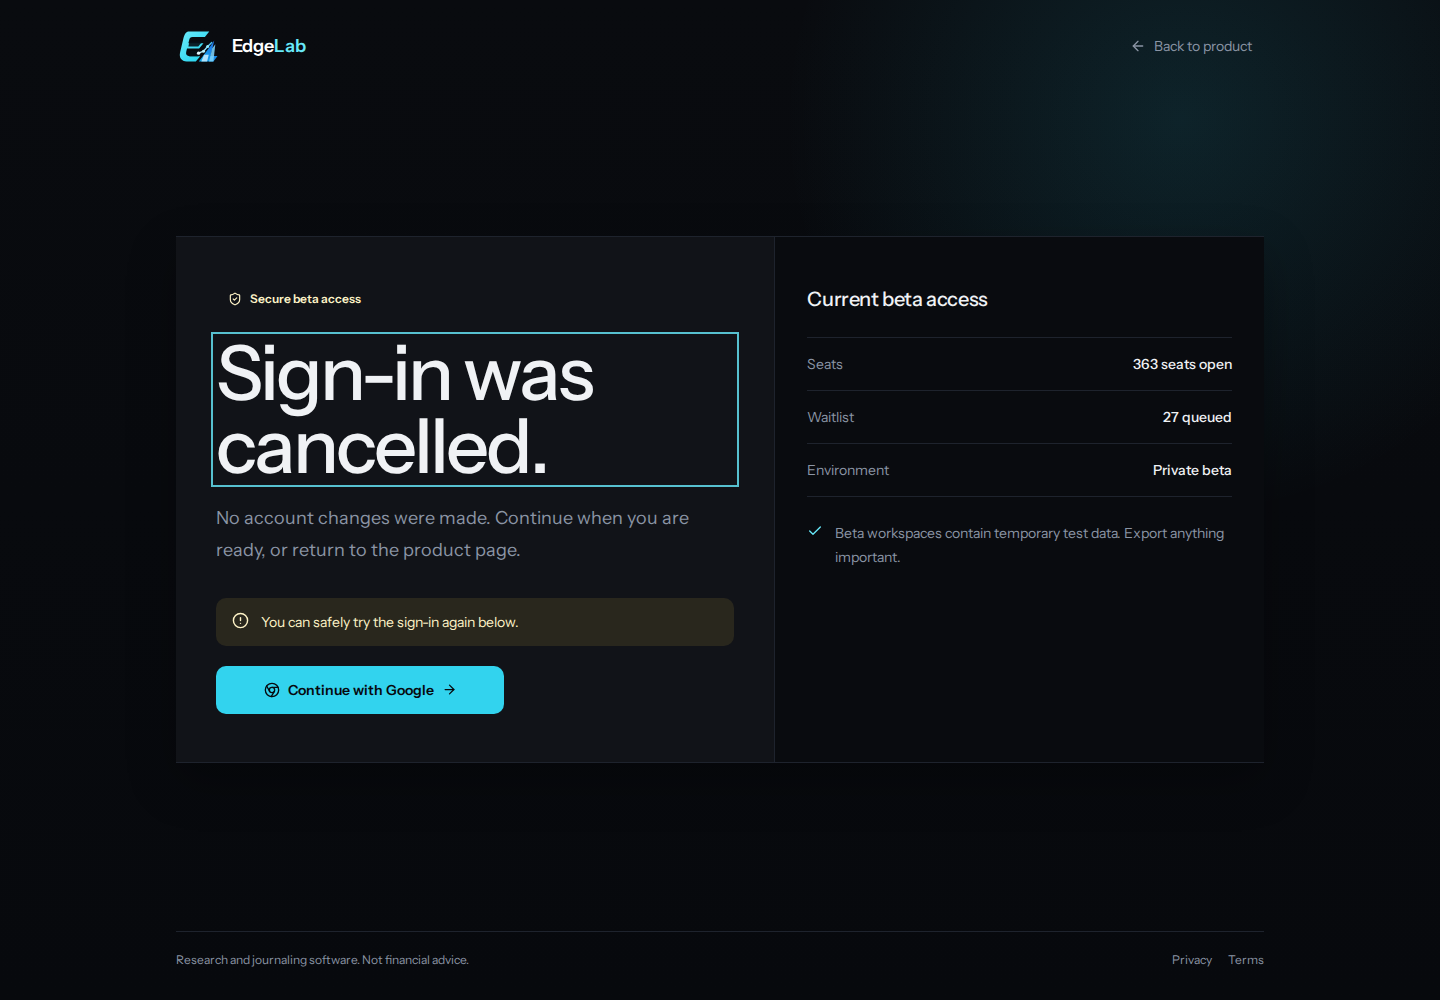 EdgeLab
Back to product
Secure beta access
Sign-in was
cancelled.
No account changes were made. Continue when you are
ready, or return to the product page.
You can safely try the sign-in again below.
Continue with Google
Current beta access
Seats 363 seats open
Waitlist 27 queued
Environment Private beta
Beta workspaces contain temporary test data. Export anything
important.
Research and journaling software. Not financial advice.
Privacy Terms